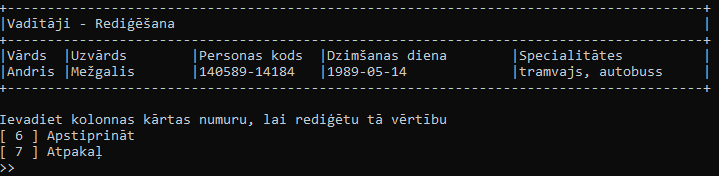 Vadītāji - Rediģēšana
Vārds Uzvārds Personas kods Dzimšanas diena Specialitātes
Andris Mežgalis 140589-14184 1989-05-14 tramvajs, autobuss
Ievadiet kolonnas kārtas numuru, lai rediģētu tā vērtību
[ 6 ] Apstiprināt
[ 7 ] Atpakaļ
>>